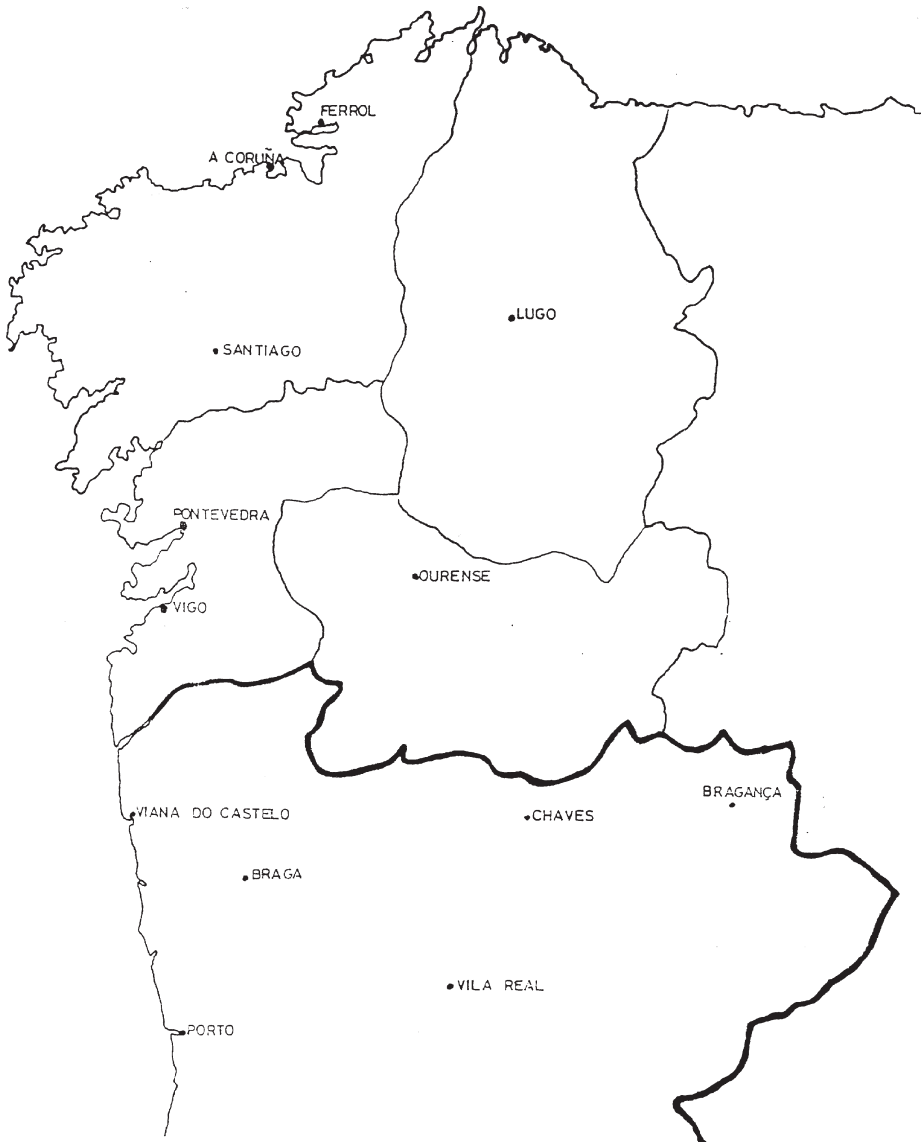 FERROL
A CORUÑA
LUGO
SANTIAGO
PONTEVEDRA
OURENSE
VIGO
BRAGANÇA
VIANA DO CASTELO
CHAVES
BRAGA
VILA REAL
PORTO